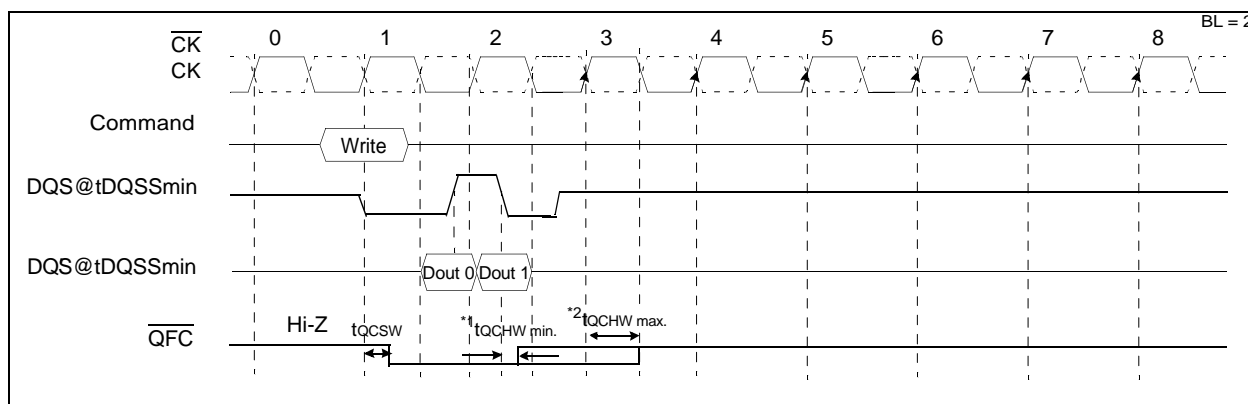 BL = 2
CK 0 1 2 3 4 5 6 7 8
CK
Command
Write
DQS@tDQSSmin
DQS@tDQSSmin
Dout 0 Dout 1
QFC Hi-Z tQCSW *1tQCHW min. *2tQCHW max.